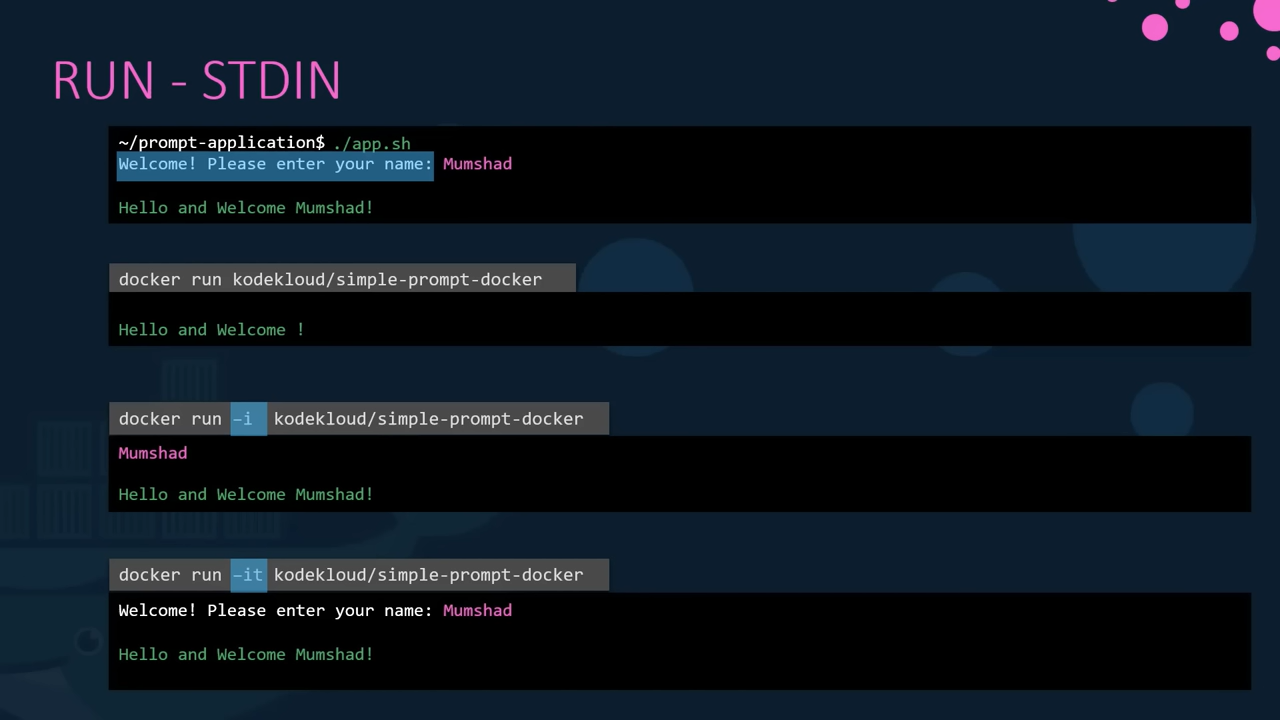 RUN - STDIN
~/prompt-application$ ./app.sh
Welcome! Please enter your name: Mumshad
Hello and Welcome Mumshad!
docker run kodekloud/simple-prompt-docker
Hello and Welcome !
docker run -i kodekloud/simple-prompt-docker
Mumshad
Hello and Welcome Mumshad!
docker run -it kodekloud/simple-prompt-docker
Welcome! Please enter your name: Mumshad
Hello and Welcome Mumshad!